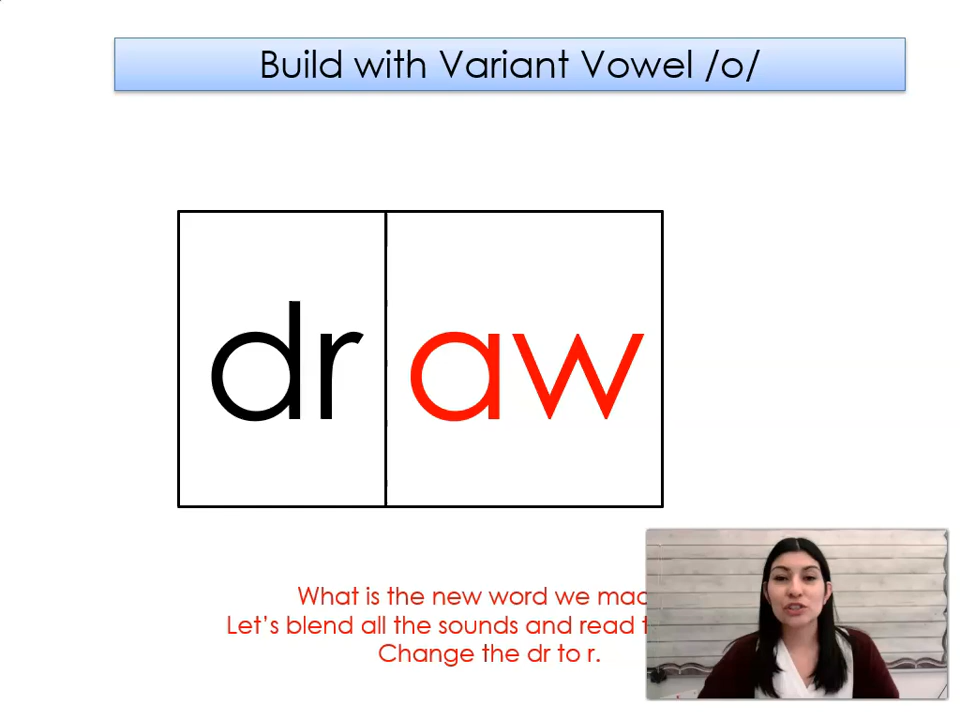 Build with Variant Vowel /o/
dr aw
What is the new word we
Let's blend all the sounds and read
Change the dr to r.